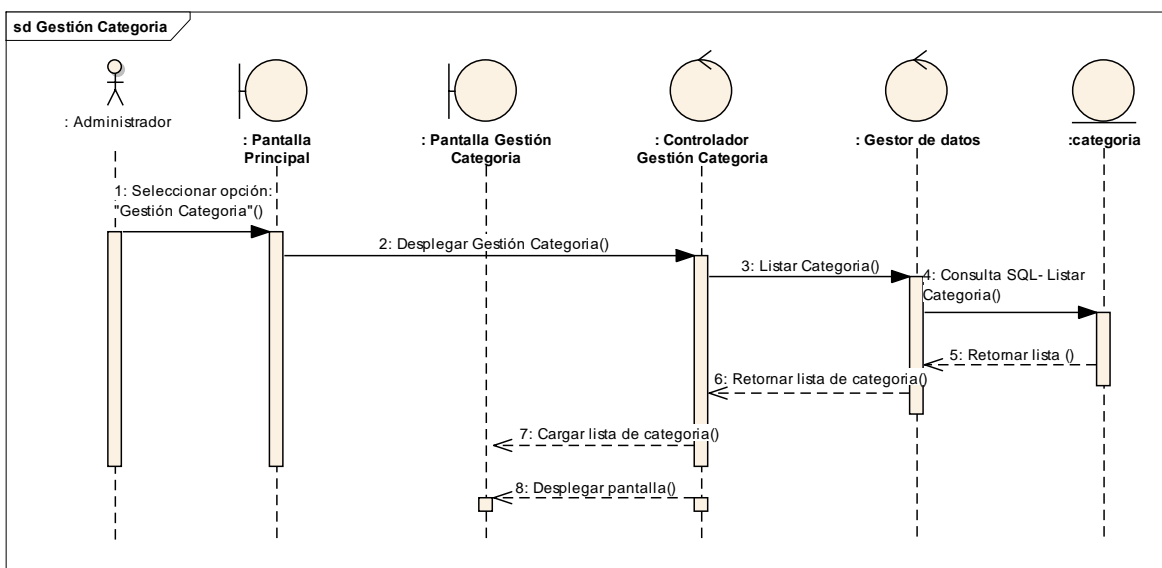 sd Gestión Categoria
: Administrador
: Pantalla
Principal
: Pantalla Gestión
Categoria
: Controlador
Gestión Categoria
: Gestor de datos
:categoria
1: Seleccionar opción:
"Gestión Categoria"()
2: Desplegar Gestión Categoria()
3: Listar Categoria()
4: Consulta SQL- Listar
Categoria()
5: Retornar lista ()
6: Retornar lista de categoria()
7: Cargar lista de categoria()
8: Desplegar pantalla()